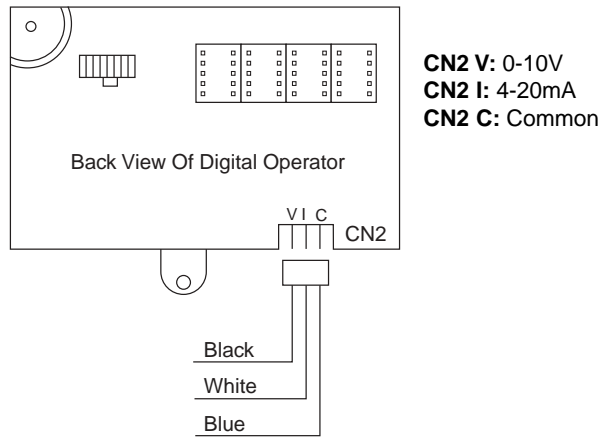 CN2 V: 0-10V
CN2 I: 4-20mA
CN2 C: Common
Back View Of Digital Operator
V I C
CN2
Black
White
Blue